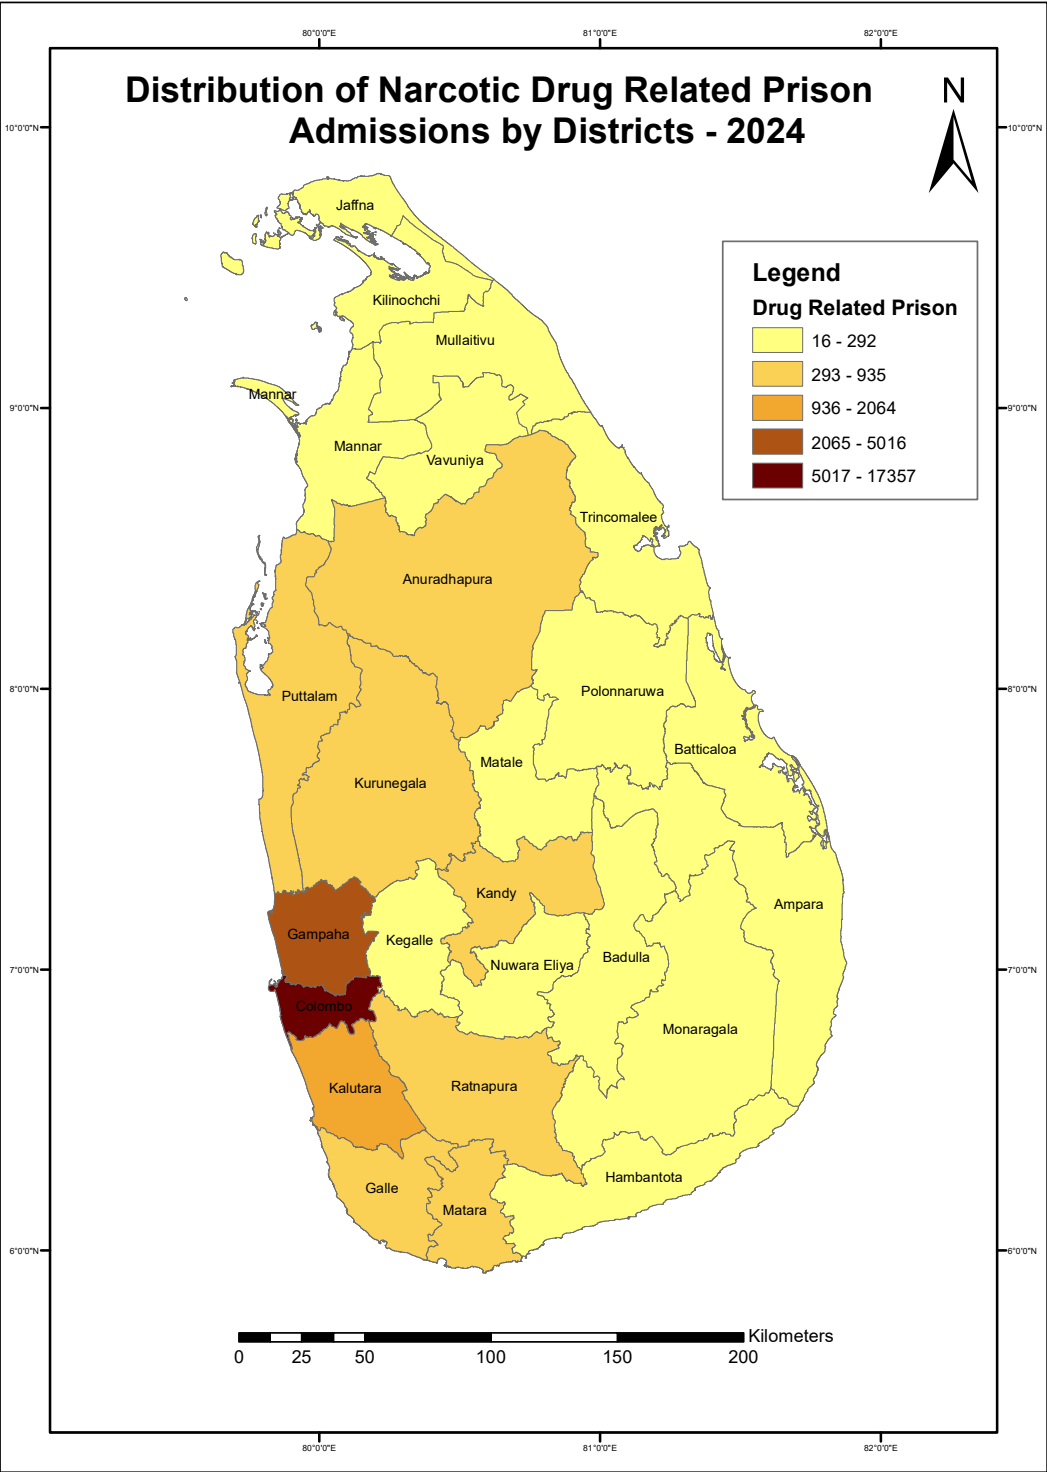 80°0'0"E
81°0'0"E
82°0'0"E
Distribution of Narcotic Drug Related Prison
Admissions by Districts - 2024
N
10°0'0"N
10°0'0"N
Jaffna
Legend
Drug Related Prison
16 - 292
293 - 935
936 - 2064
2065 - 5016
5017 - 17357
Kilinochchi
Mullaitivu
Mannar
9°0'0"N
9°0'0"N
Mannar
Vavuniya
Trincomalee
Anuradhapura
8°0'0"N
8°0'0"N
Puttalam
Polonnaruwa
Batticaloa
Matale
Kurunegala
Kandy
Ampara
Gampaha
Kegalle
Badulla
Nuwara Eliya
7°0'0"N
7°0'0"N
Colombo
Monaragala
Kalutara
Ratnapura
Hambantota
Galle
Matara
6°0'0"N
6°0'0"N
Kilometers
0 25 50 100 150 200
80°0'0"E
81°0'0"E
82°0'0"E